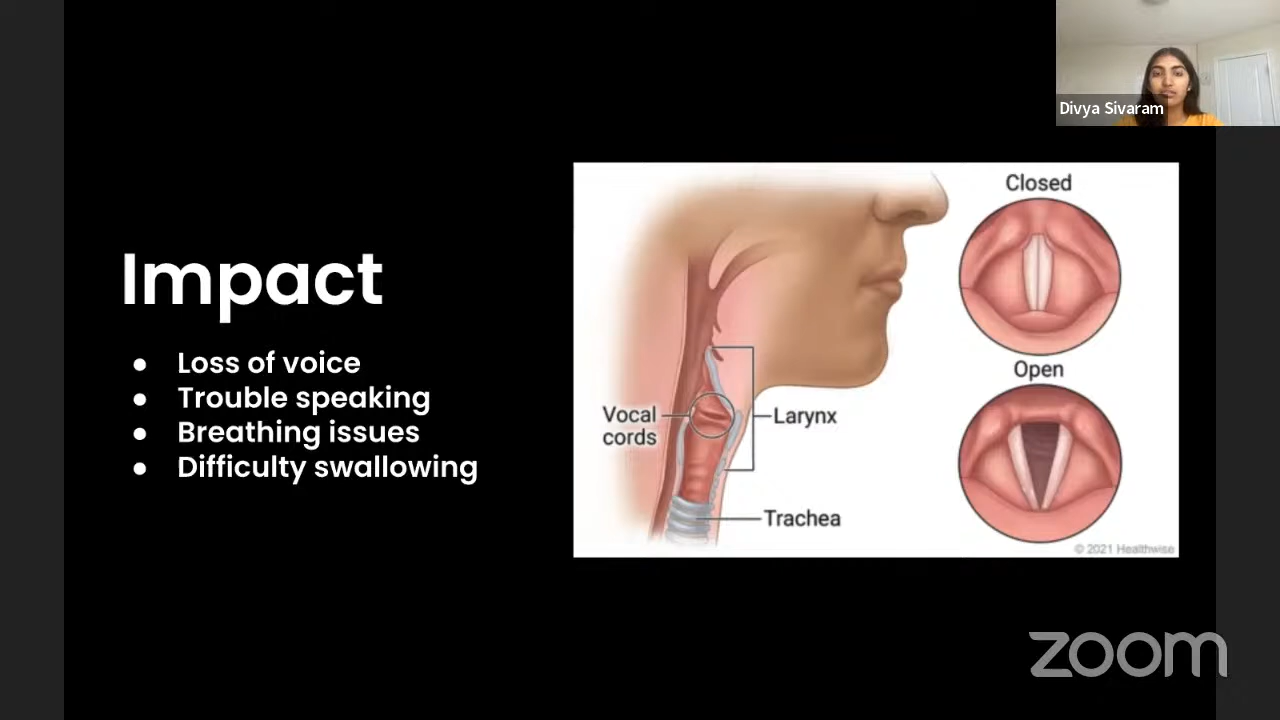 Divya Sivaram
Impact
● Loss of voice
● Trouble speaking
● Breathing issues
● Difficulty swallowing
Closed
Open
Vocal
cords
Larynx
Trachea
© 2021 Healthwise
zoom